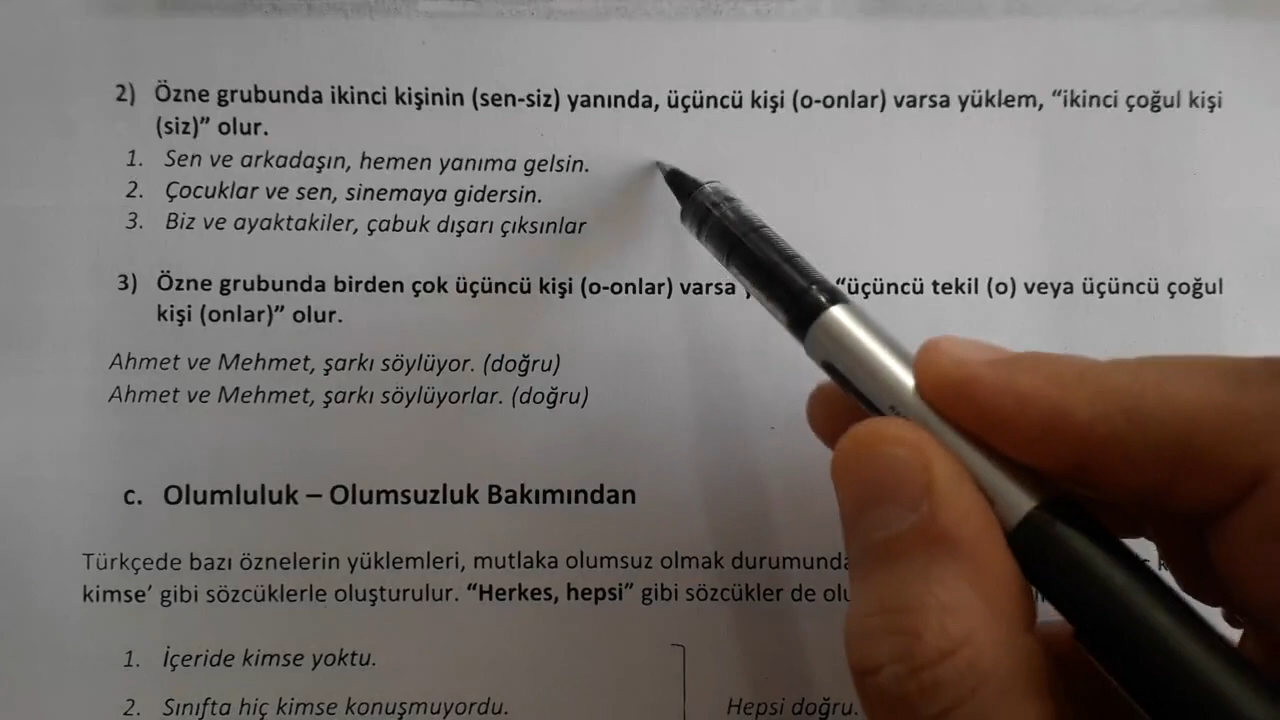 2) Özne grubunda ikinci kişinin (sen-siz) yanında, üçüncü kişi (o-onlar) varsa yüklem, “ikinci çoğul kişi
(siz)” olur.
1. Sen ve arkadaşın, hemen yanıma gelsin.
2. Çocuklar ve sen, sinemaya gidersin.
3. Biz ve ayaktakiler, çabuk dışarı çıksınlar
3) Özne grubunda birden çok üçüncü kişi (o-onlar) varsa “üçüncü tekil (o) veya üçüncü çoğul
kişi (onlar)” olur.
Ahmet ve Mehmet, şarkı söylüyor. (doğru)
Ahmet ve Mehmet, şarkı söylüyorlar. (doğru)
c. Olumluluk – Olumsuzluk Bakımından
Türkçede bazı öznelerin yüklemleri, mutlaka olumsuz olmak
kimse’ gibi sözcüklerle oluşturulur. “Herkes, hepsi” gibi sözcükler de
1. İçeride kimse yoktu.
2. Sınıfta hiç kimse konuşmuyordu. Hepsi doğru.